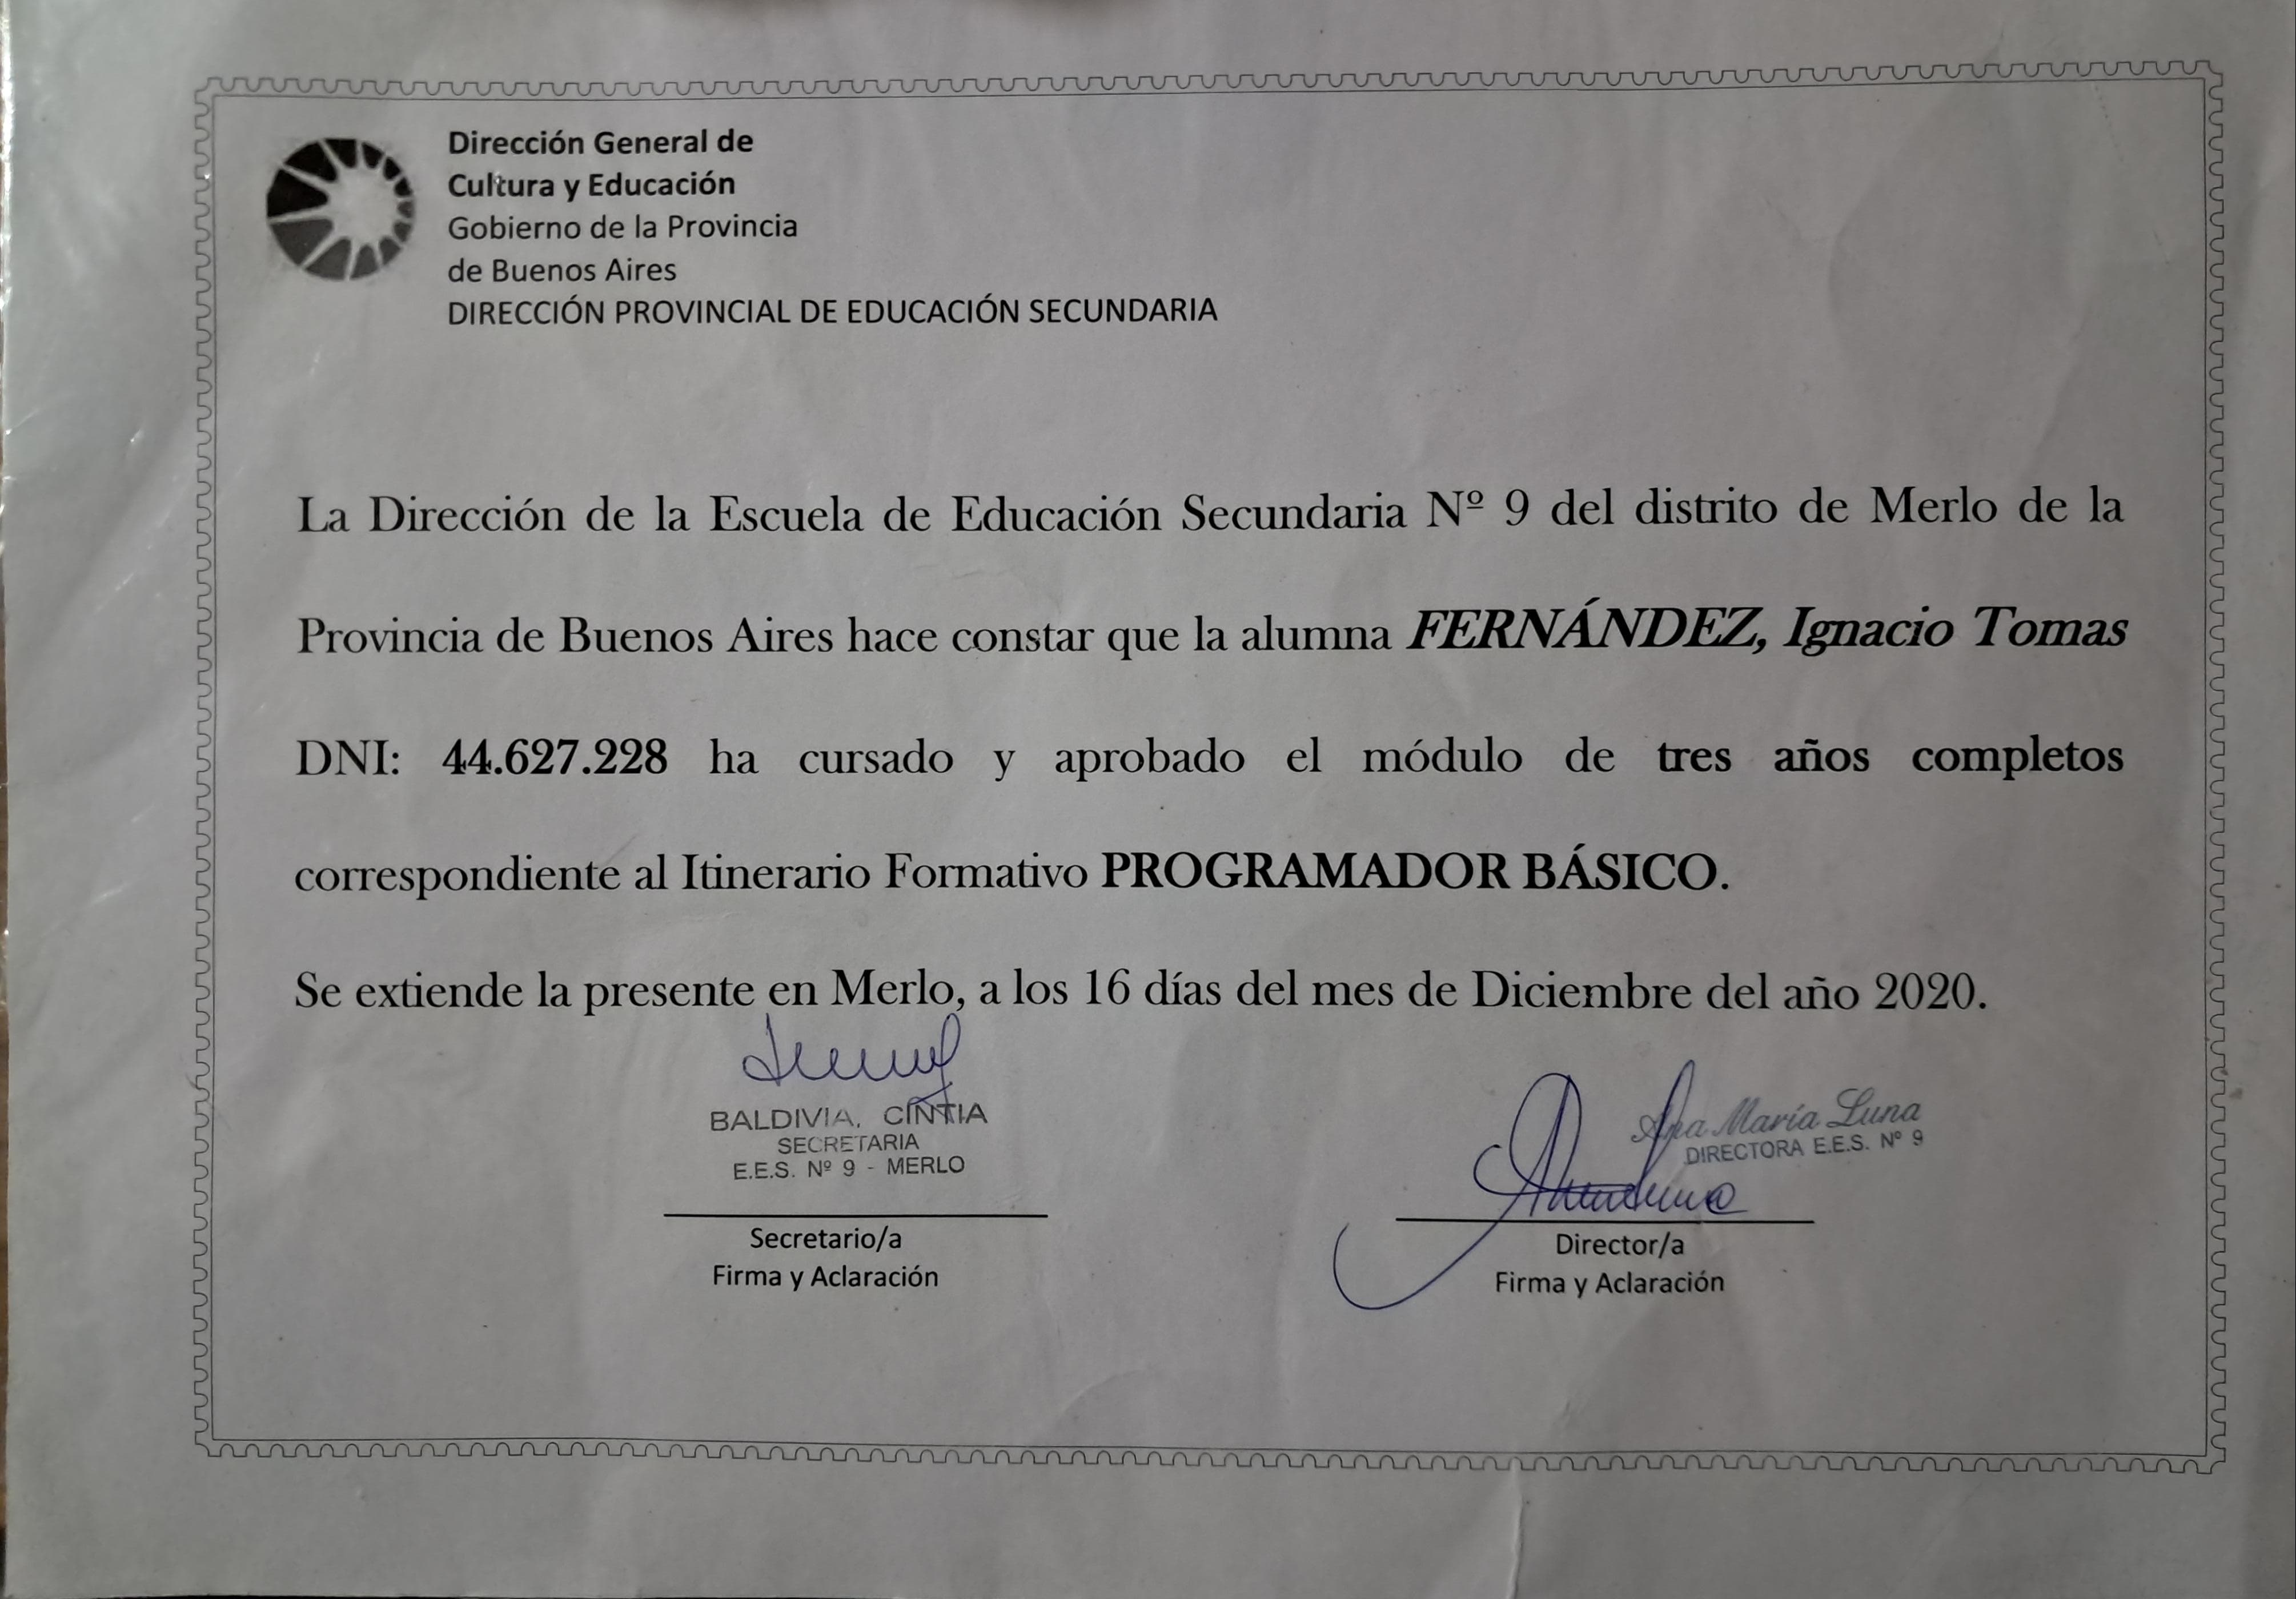 Dirección General de
Cultura y Educación
Gobierno de la Provincia
de Buenos Aires
DIRECCIÓN PROVINCIAL DE EDUCACIÓN SECUNDARIA
La Dirección de la Escuela de Educación Secundaria Nº 9 del distrito de Merlo de la
Provincia de Buenos Aires hace constar que la alumna FERNÁNDEZ, Ignacio Tomas
DNI: 44.627.228 ha cursado y aprobado el módulo de tres años completos
correspondiente al Itinerario Formativo PROGRAMADOR BÁSICO.
Se extiende la presente en Merlo, a los 16 días del mes de Diciembre del año 2020.
BALDIVIA, CINTIA
SECRETARIA
E.E.S. Nº 9 - MERLO
Secretario/a
Firma y Aclaración
Ana María Luna
DIRECTORA E.E.S. Nº 9
Director/a
Firma y Aclaración